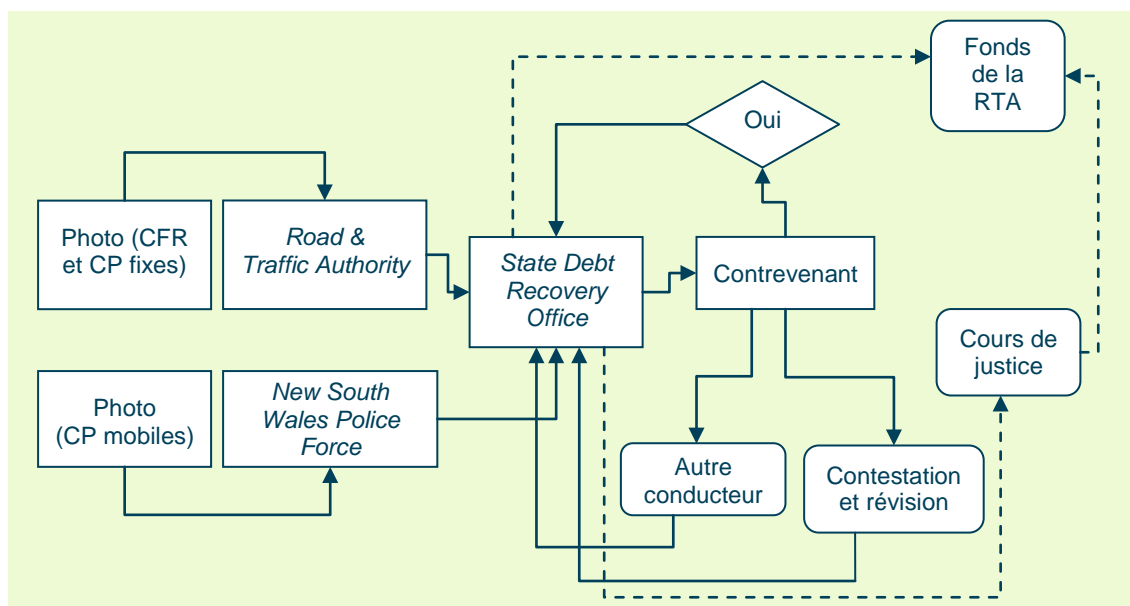 Fonds
de la
RTA
Oui
Photo (CFR
et CP fixes)
Road &
Traffic Authority
State Debt
Recovery
Office
Contrevenant
Cours de
justice
Photo
(CP mobiles)
New South
Wales Police
Force
Autre
conducteur
Contestation
et révision